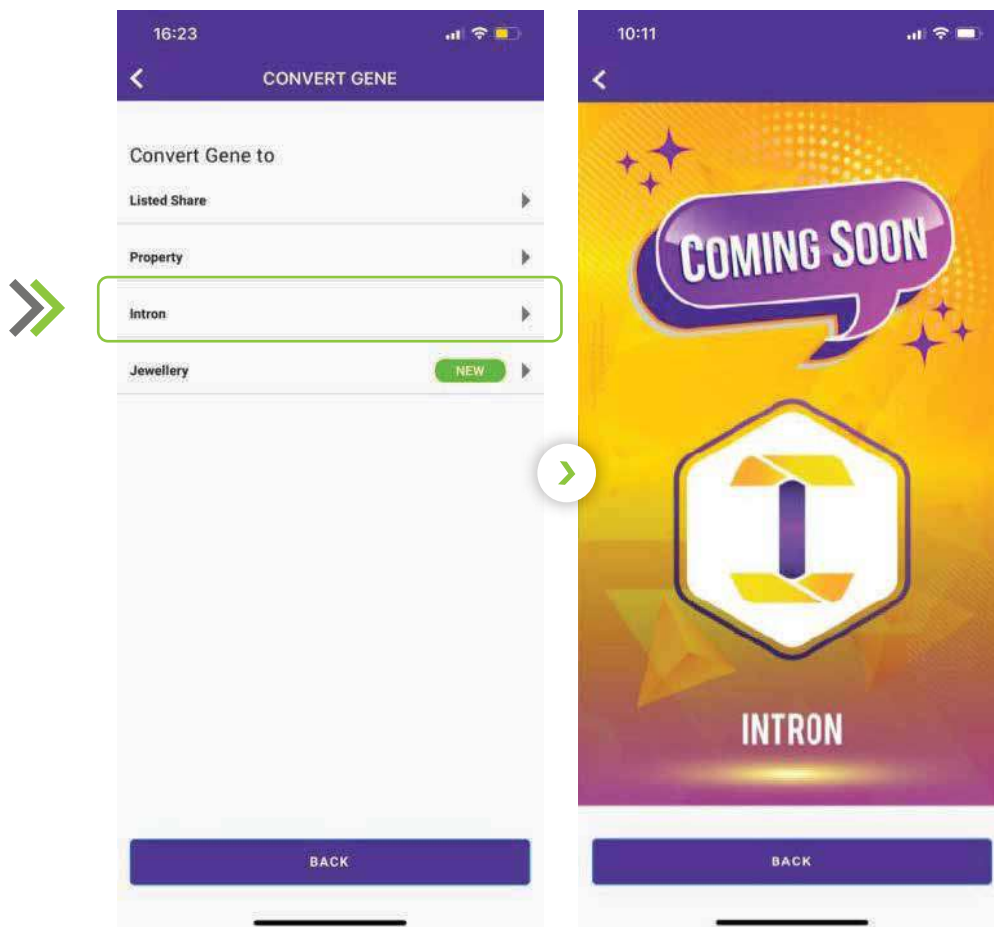 16:23
CONVERT GENE
Convert Gene to
Listed Share
Property
Intron
Jewellery NEW
BACK
10:11
COMING SOON
INTRON
BACK